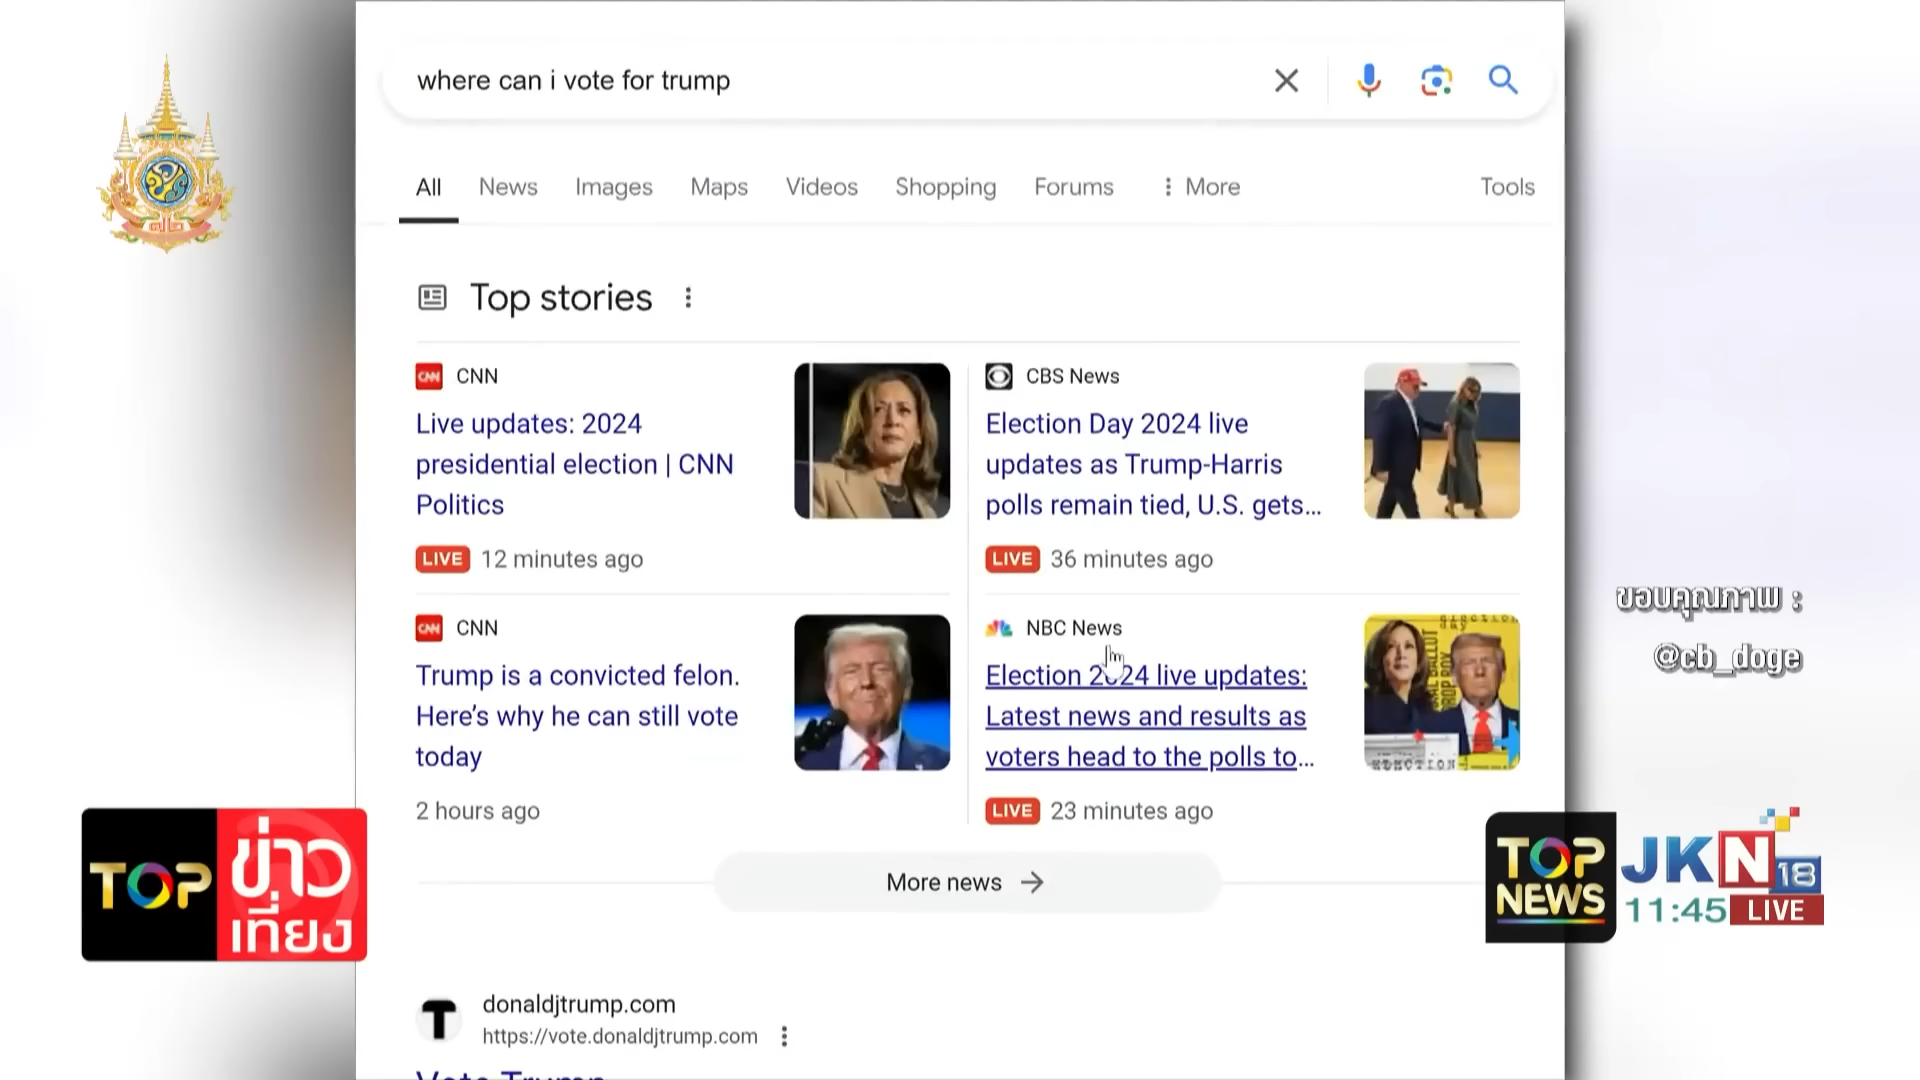 where can i vote for trump
All
News
Images
Maps
Videos
Shopping
Forums
More
Tools
Top stories
CNN
Live updates: 2024
presidential election | CNN
Politics
LIVE 12 minutes ago
CBS News
Election Day 2024 live
updates as Trump-Harris
polls remain tied, U.S. gets...
LIVE 36 minutes ago
CNN
Trump is a convicted felon.
Here's why he can still vote
today
2 hours ago
NBC News
Election 2024 live updates:
Latest news and results as
voters head to the polls to...
LIVE 23 minutes ago
ขอบคุณภาพ :
@cb_doge
More news
TOP ข่าว
เที่ยง
TOP
NEWS
JKN 18
11:45 LIVE
donaldjtrump.com
https://vote.donaldjtrump.com
Vote Trump